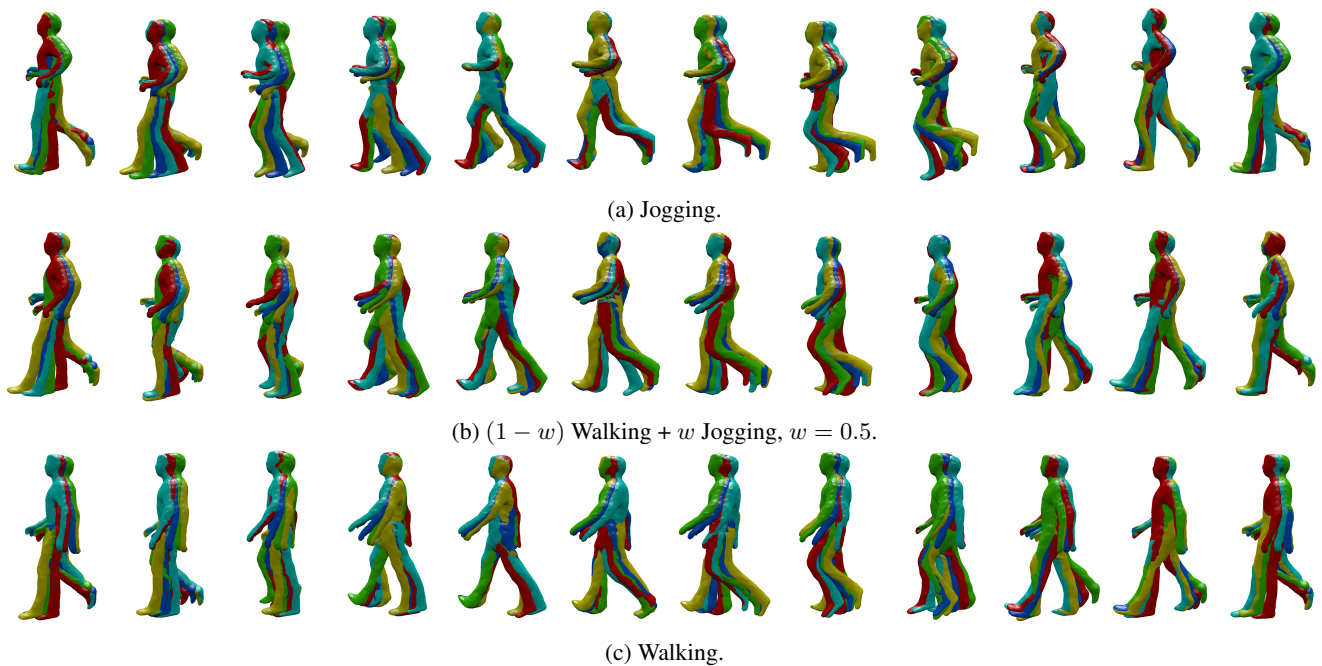 (a) Jogging.
(b) (1 − w) Walking + w Jogging, w = 0.5.
(c) Walking.